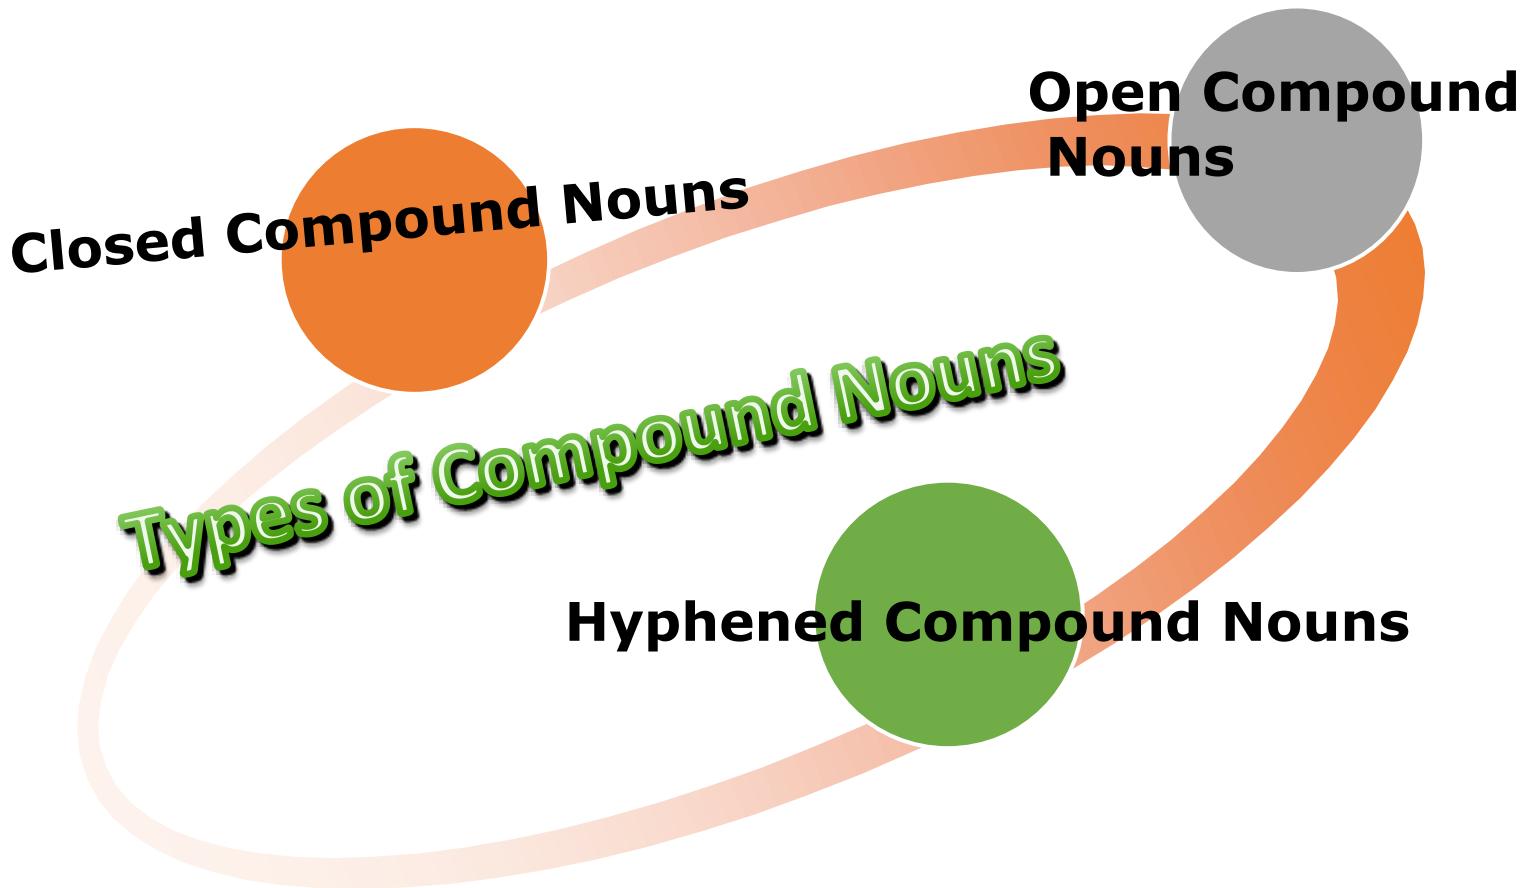 Open Compound
Nouns
Closed Compound Nouns
Types of Compound Nouns
Hyphened Compound Nouns